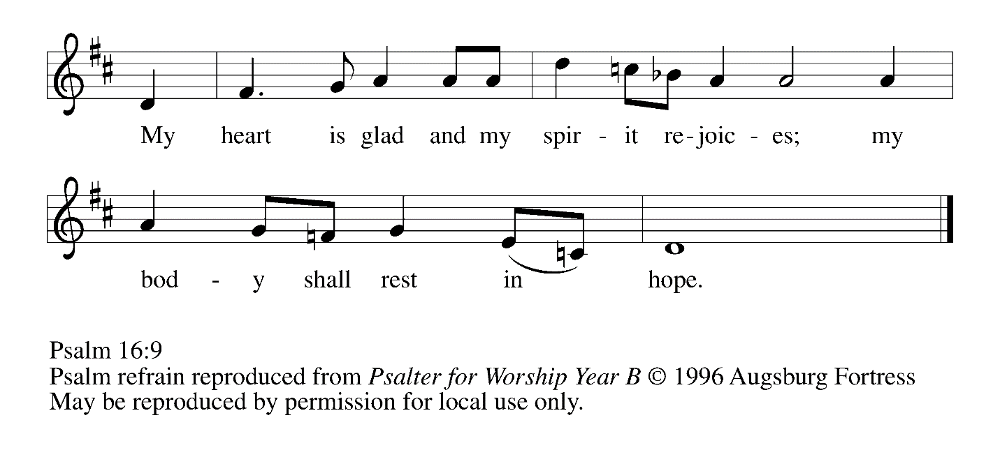 My heart is glad and my spir - it re - joic - es; my
bod - y shall rest in hope.
Psalm 16:9
Psalm refrain reproduced from Psalter for Worship Year B © 1996 Augsburg Fortress
May be reproduced by permission for local use only.